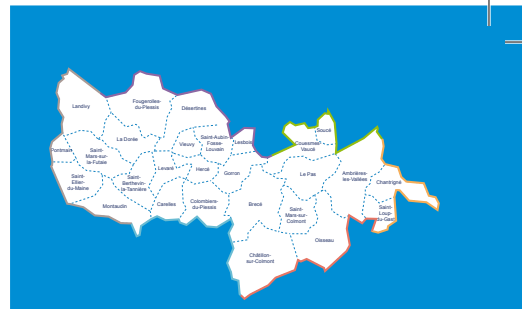 Landivy
Fougerolles-
du-Plessis
Désertines
Soucé
La Dorée
Vieuvy
Saint-Aubin-
Fosse-
Louvain
Lesbois
Couesmes-
Vaucé
Pontmain
Saint-
Mars-sur-
la-Futaie
Levaré
Hercé
Gorron
Le Pas
Ambrières-
les-Vallées
Chantrigné
Saint-
Ellier-
du-Maine
Saint-
Berthevin-
la-Tannière
Montaudin
Carelles
Colombiers-
du-Plessis
Brecé
Saint-
Mars-sur-
Colmont
Saint-
Loup-
du-Gast
Oisseau
Châtillon-
sur-Colmont